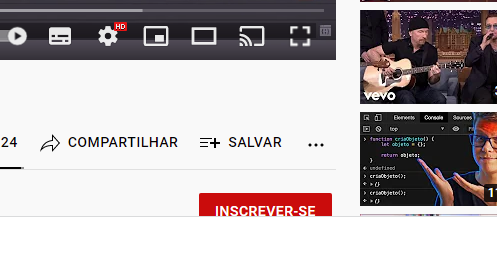 HD
24
COMPARTILHAR
SALVAR
INSCREVER-SE
vevo
Elements Console Sources
top
function criaObjeto() {
let objeto = {};
return objeto;
}
undefined
criaObjeto();
{}
criaObjeto();
{}